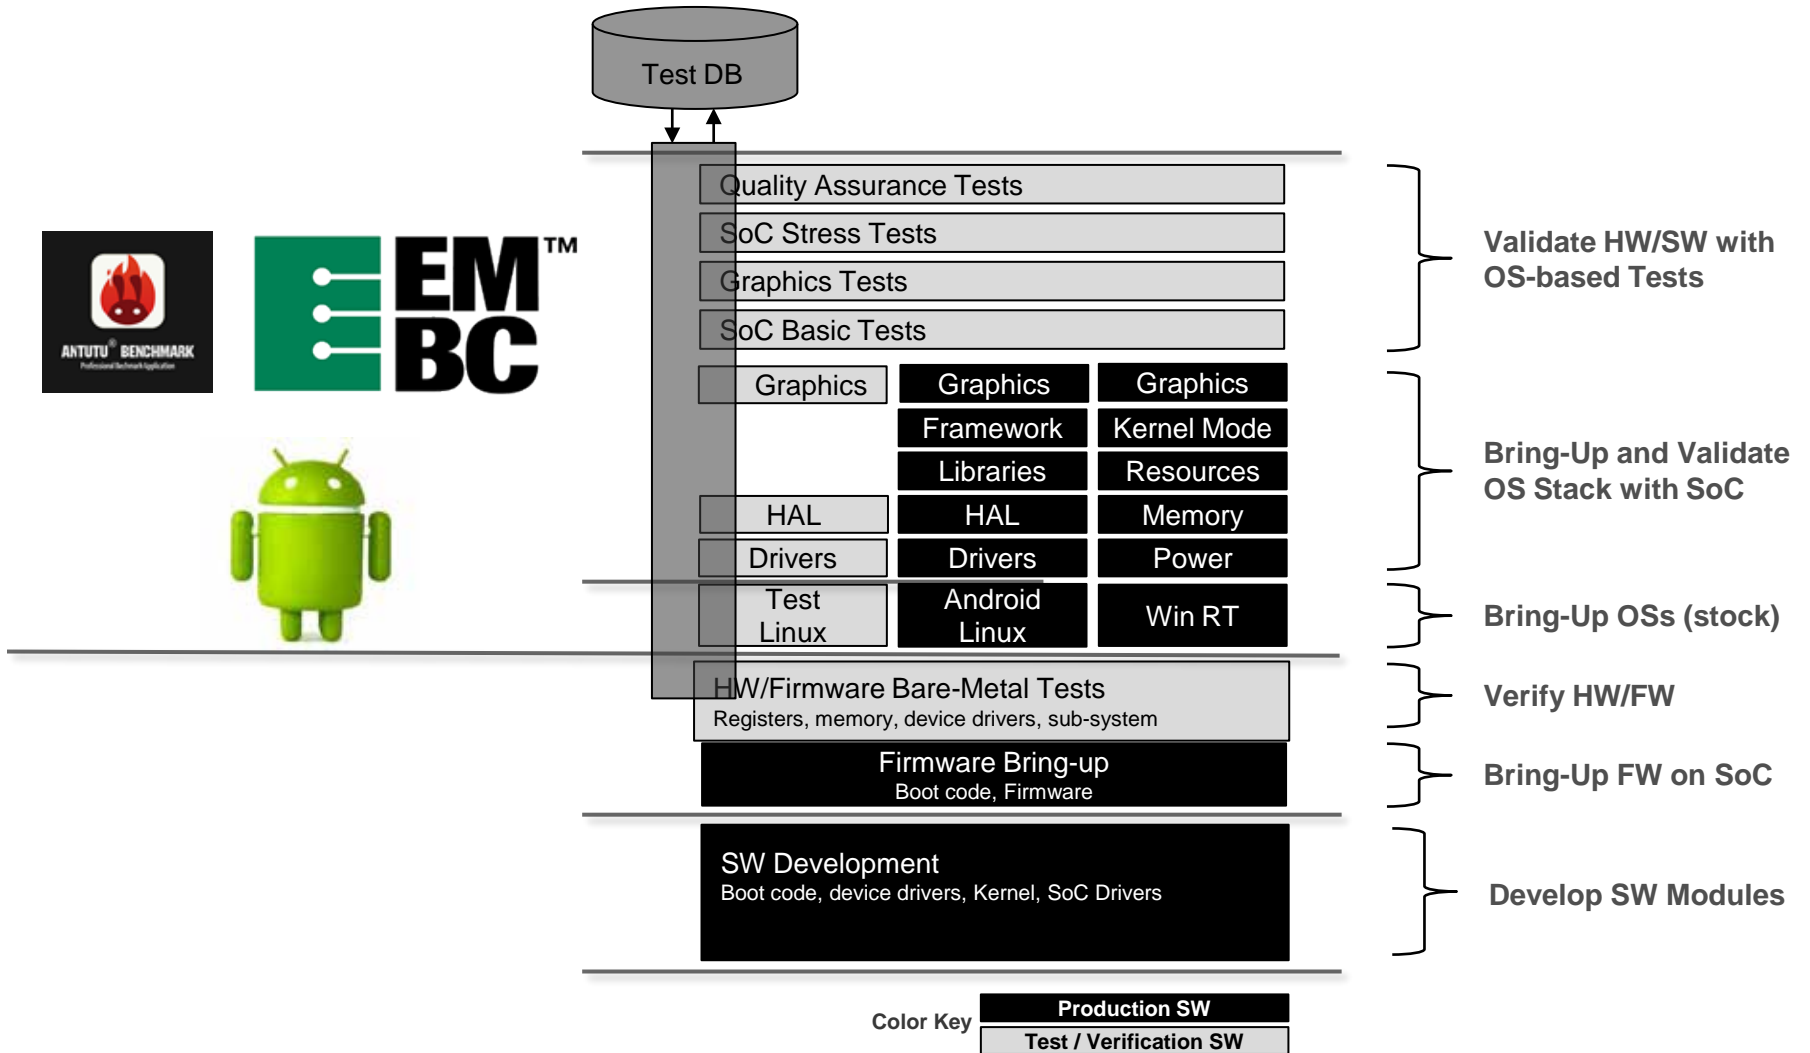 Test DB
Quality Assurance Tests
SoC Stress Tests
Graphics Tests
SoC Basic Tests
Validate HW/SW with
OS-based Tests
ANTUTU® BENCHMARK
Professional Benchmark Application
EM™
BC
Graphics
Graphics
Graphics
Framework
Kernel Mode
Libraries
Resources
HAL
HAL
Memory
Drivers
Drivers
Power
Bring-Up and Validate
OS Stack with SoC
Test
Linux
Android
Linux
Win RT
Bring-Up OSs (stock)
HW/Firmware Bare-Metal Tests
Registers, memory, device drivers, sub-system
Verify HW/FW
Firmware Bring-up
Boot code, Firmware
Bring-Up FW on SoC
SW Development
Boot code, device drivers, Kernel, SoC Drivers
Develop SW Modules
Color Key
Production SW
Test / Verification SW